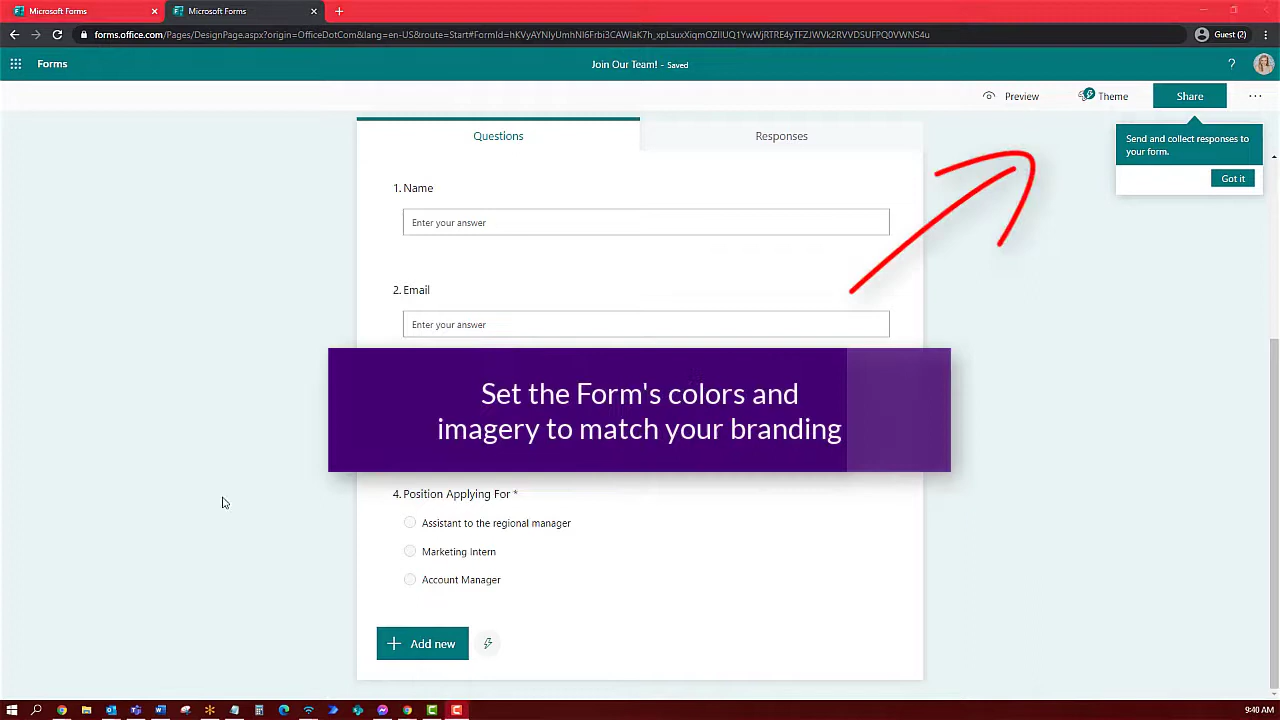 Microsoft Forms
Microsoft Forms
forms.office.com/Pages/DesignPage.aspx?origin=OfficeDotCom&lang=en-US&route=Start#FormId=hKVyAYNIyUmhNI6Frbi3CAWIaK7h_xpLsuxXiqmOZIlUQ1YwWjRTRE4yTFZJWVk2RVVDSUFPQ0VWNS4u
Guest (2)
Forms
Join Our Team! - Saved
?
Preview
Theme
Share
Questions
Responses
Send and collect responses to
your form.
Got it
1. Name
Enter your answer
2. Email
Enter your answer
Set the Form's colors and
imagery to match your branding
4. Position Applying For *
Assistant to the regional manager
Marketing Intern
Account Manager
+ Add new
9:40 AM